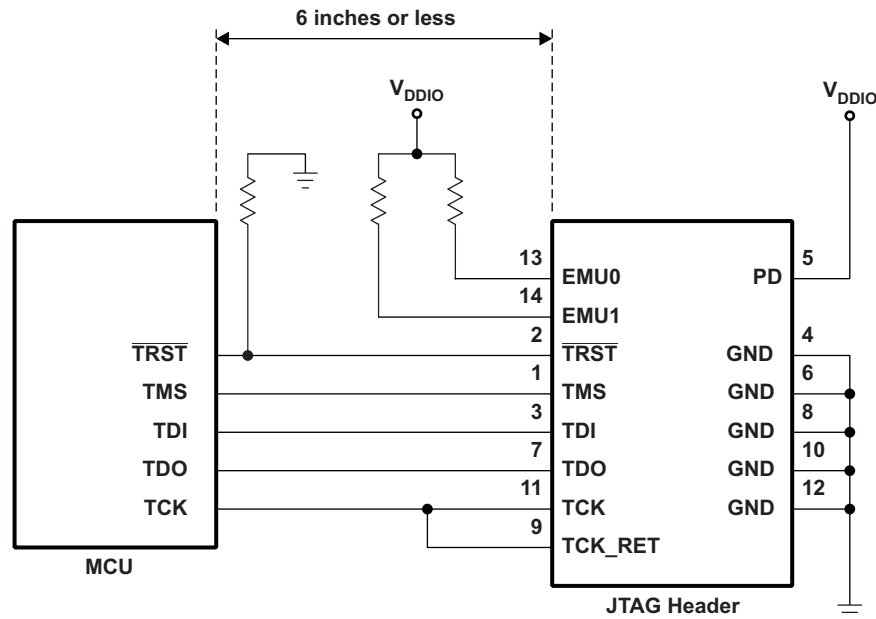 6 inches or less
VDDIO
VDDIO
13
EMU0
PD
5
14
EMU1
4
2
TRST
TRST
GND
6
1
TMS
TMS
GND
8
3
TDI
TDI
GND
10
7
TDO
TDO
GND
12
11
TCK
TCK
GND
9
TCK_RET
MCU
JTAG Header